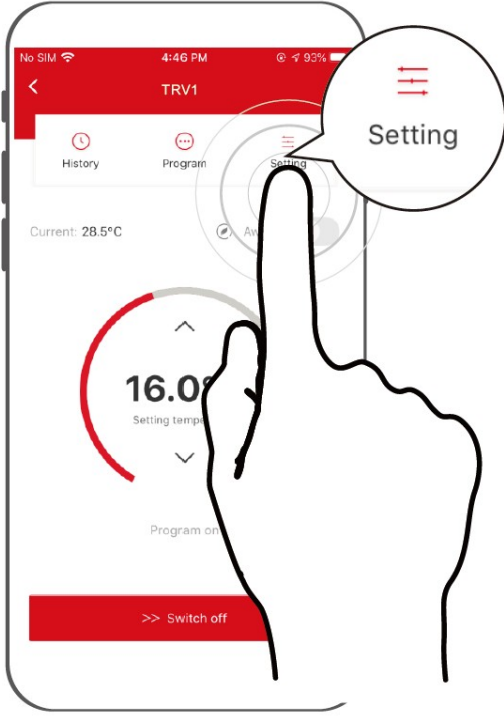 No SIM 4:46 PM 93%
TRV1
History Program Setting
Setting
Current: 28.5°C
16.0
Setting
Program on
>> Switch off